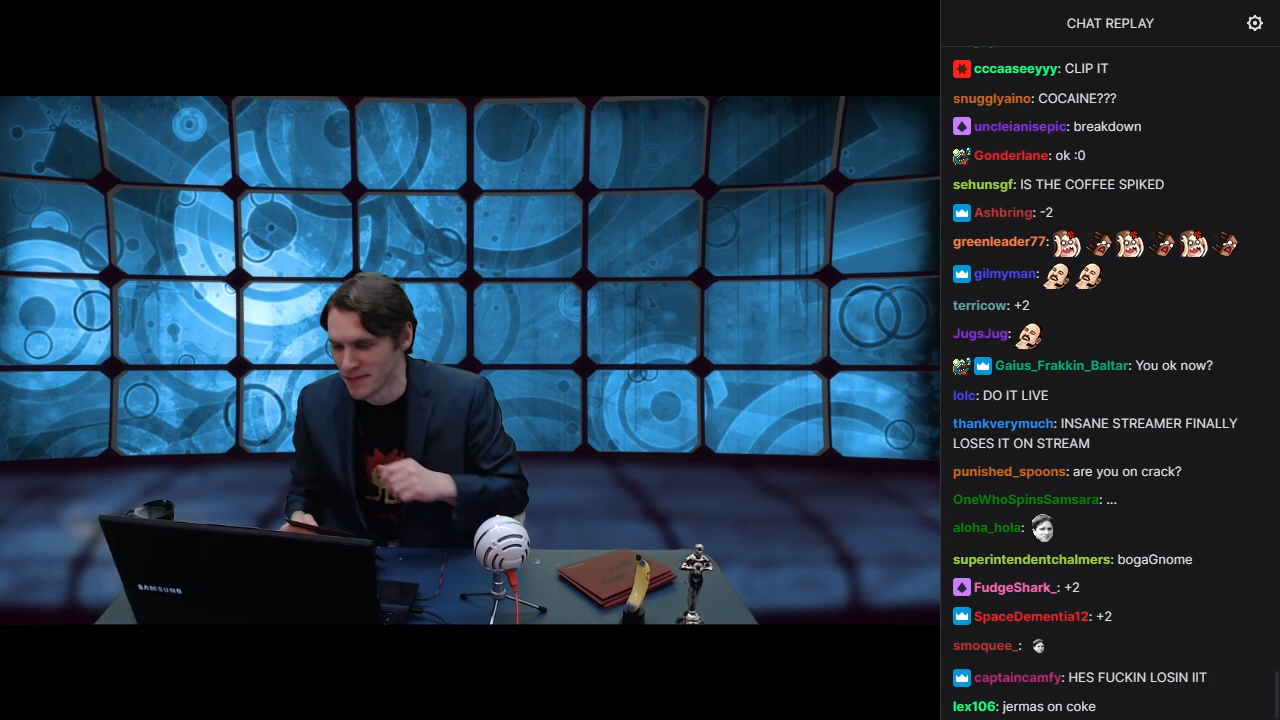 CHAT REPLAY
cccaaseeyyy: CLIP IT
snugglyaino: COCAINE???
uncleianisepic: breakdown
Gonderlane: ok :0
sehunsgf: IS THE COFFEE SPIKED
Ashbring: -2
greenleader77:
gilmyman:
terricow: +2
JugsJug:
Gaius_Frakkin_Baltar: You ok now?
lolc: DO IT LIVE
thankverymuch: INSANE STREAMER FINALLY
LOSES IT ON STREAM
punished_spoons: are you on crack?
OneWhoSpinsSamsara: ...
aloha_hola:
superintendentchalmers: bogaGnome
FudgeShark_: +2
SpaceDementia12: +2
smoquee_:
captaincamfy: HES FUCKIN LOSIN IIT
lex106: jermas on coke
SAMSUNG